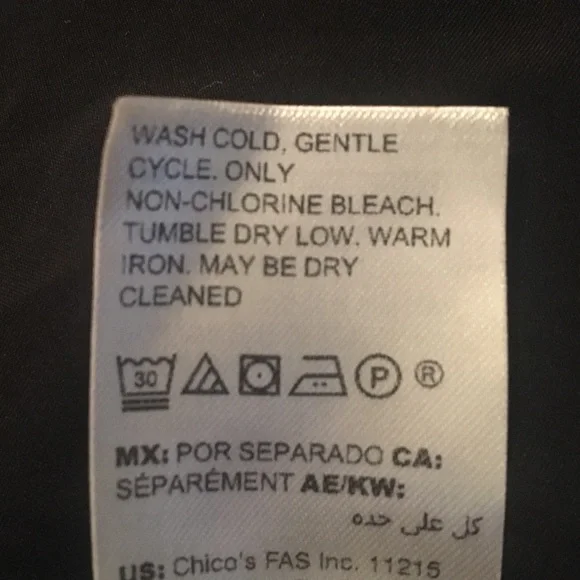 WASH COLD, GENTLE
CYCLE. ONLY
NON-CHLORINE BLEACH.
TUMBLE DRY LOW. WARM
IRON. MAY BE DRY
CLEANED
30 P ®
MX: POR SEPARADO CA:
SÉPARÉMENT AE/KW:
كل على حده
US: Chico's FAS Inc. 11215